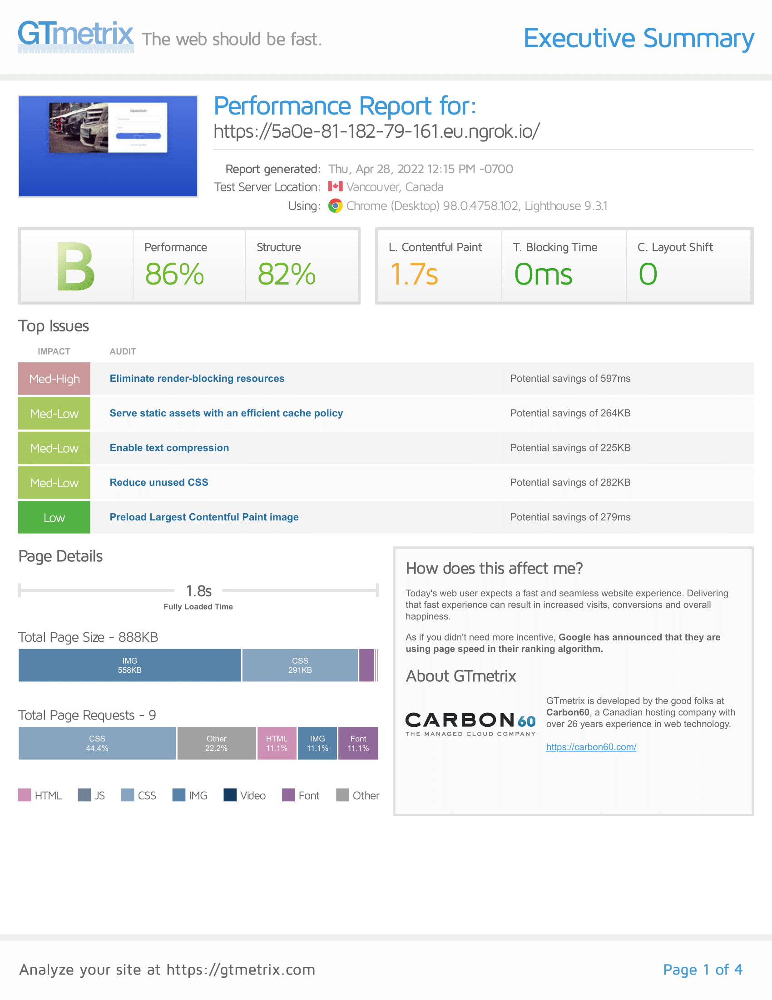 GTmetrix The web should be fast.
Executive Summary
Üdvözöljük!
Performance Report for:
https://5a0e-81-182-79-161.eu.ngrok.io/
Report generated: Thu, Apr 28, 2022 12:15 PM -0700
Test Server Location: Vancouver, Canada
Using: Chrome (Desktop) 98.0.4758.102, Lighthouse 9.3.1
B
Performance
86%
Structure
82%
L. Contentful Paint
1.7s
T. Blocking Time
0ms
C. Layout Shift
0
Top Issues
IMPACT AUDIT
Med-High Eliminate render-blocking resources Potential savings of 597ms
Med-Low Serve static assets with an efficient cache policy Potential savings of 264KB
Med-Low Enable text compression Potential savings of 225KB
Med-Low Reduce unused CSS Potential savings of 282KB
Low Preload Largest Contentful Paint image Potential savings of 279ms
Page Details
1.8s
Fully Loaded Time
Total Page Size - 888KB
IMG
558KB
CSS
291KB
Total Page Requests - 9
CSS
44.4%
Other
22.2%
HTML
11.1%
IMG
11.1%
Font
11.1%
HTML JS CSS IMG Video Font Other
How does this affect me?
Today's web user expects a fast and seamless website experience. Delivering
that fast experience can result in increased visits, conversions and overall
happiness.
As if you didn't need more incentive, Google has announced that they are
using page speed in their ranking algorithm.
About GTmetrix
CARBON60
THE MANAGED CLOUD COMPANY
GTmetrix is developed by the good folks at
Carbon60, a Canadian hosting company with
over 26 years experience in web technology.
https://carbon60.com/
Analyze your site at https://gtmetrix.com
Page 1 of 4